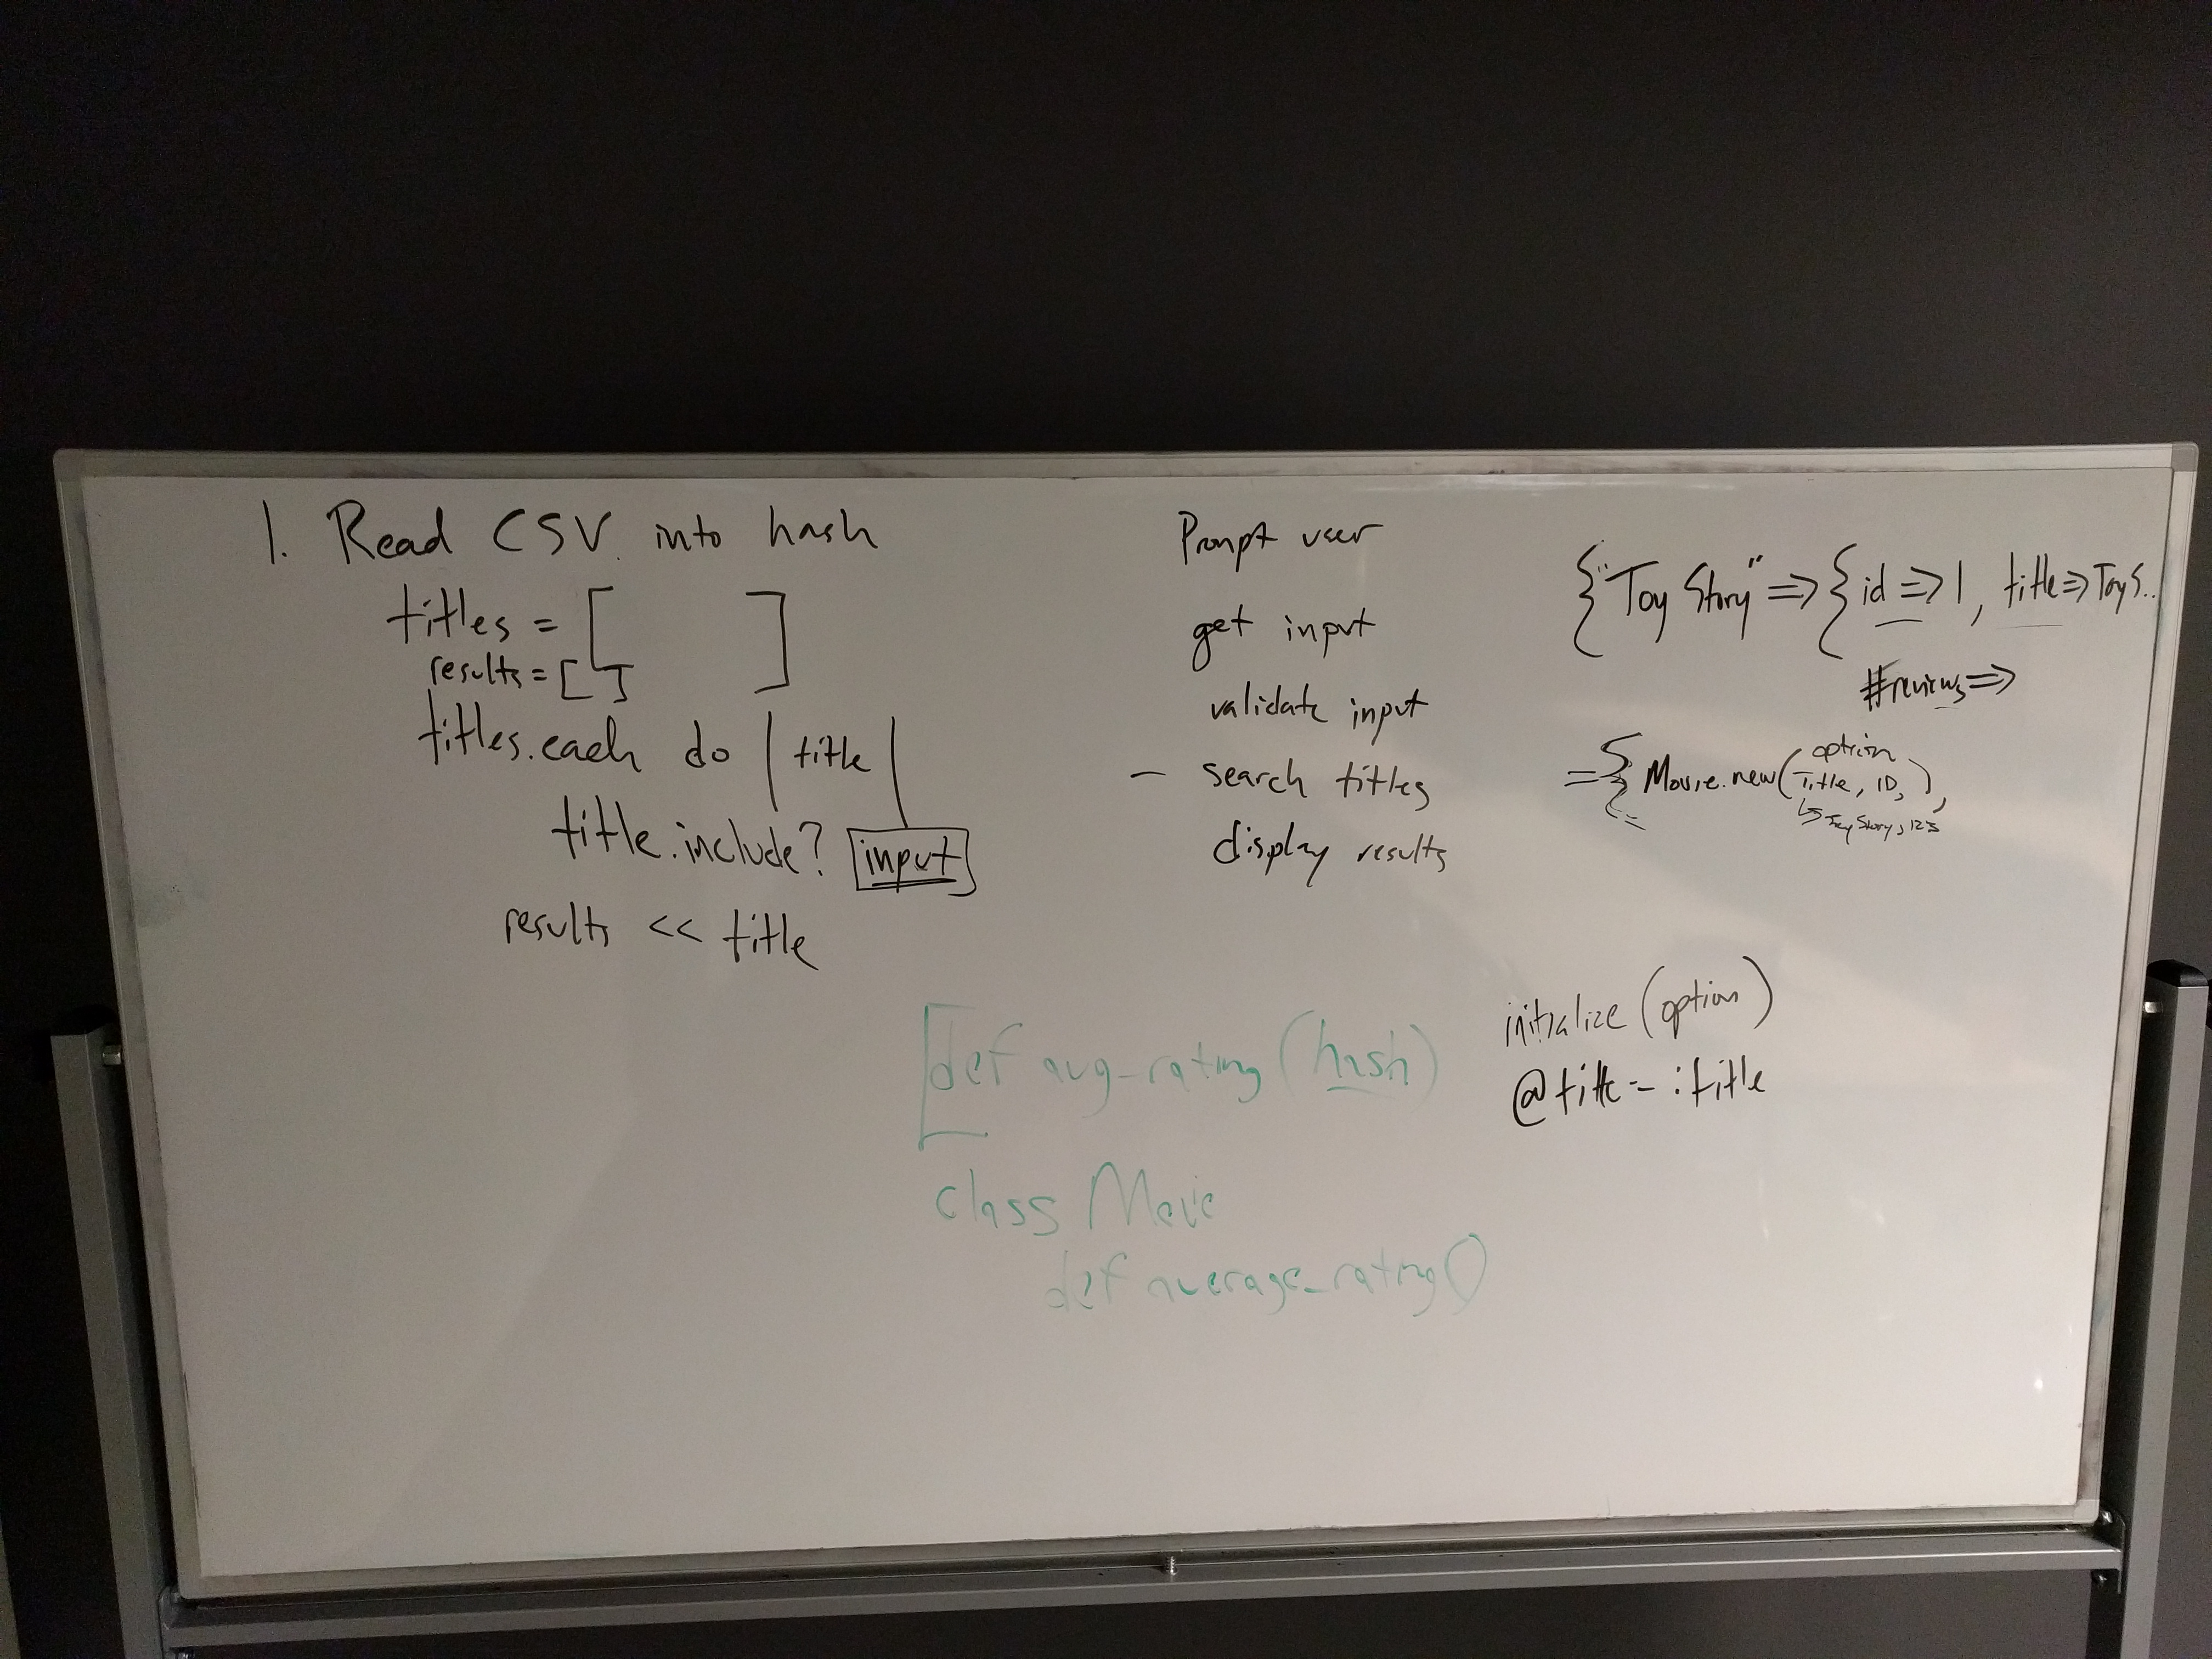 1. Read CSV into hash
titles = [ ]
results = [ ]
titles.each do | title |
title.include? input
results << title
Prompt user
get input
validate input
— search titles
display results
{"Toy Story" => {id => 1, title => ToyS..
#reviews =>
={ Movie.new(Title, ID, ),
option
↳ Toy Story, 123
[def avg_rating (hash)
class Movie
def average_rating()
initialize (option)
@title = :title